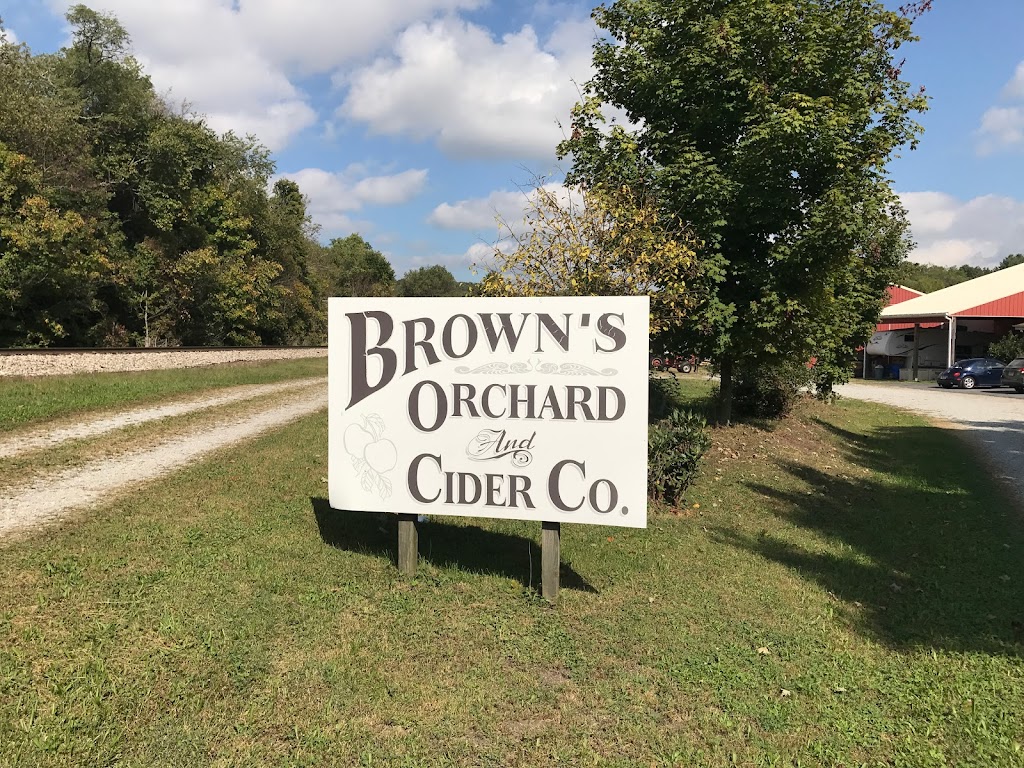 Brown's
Orchard
And
Cider Co.